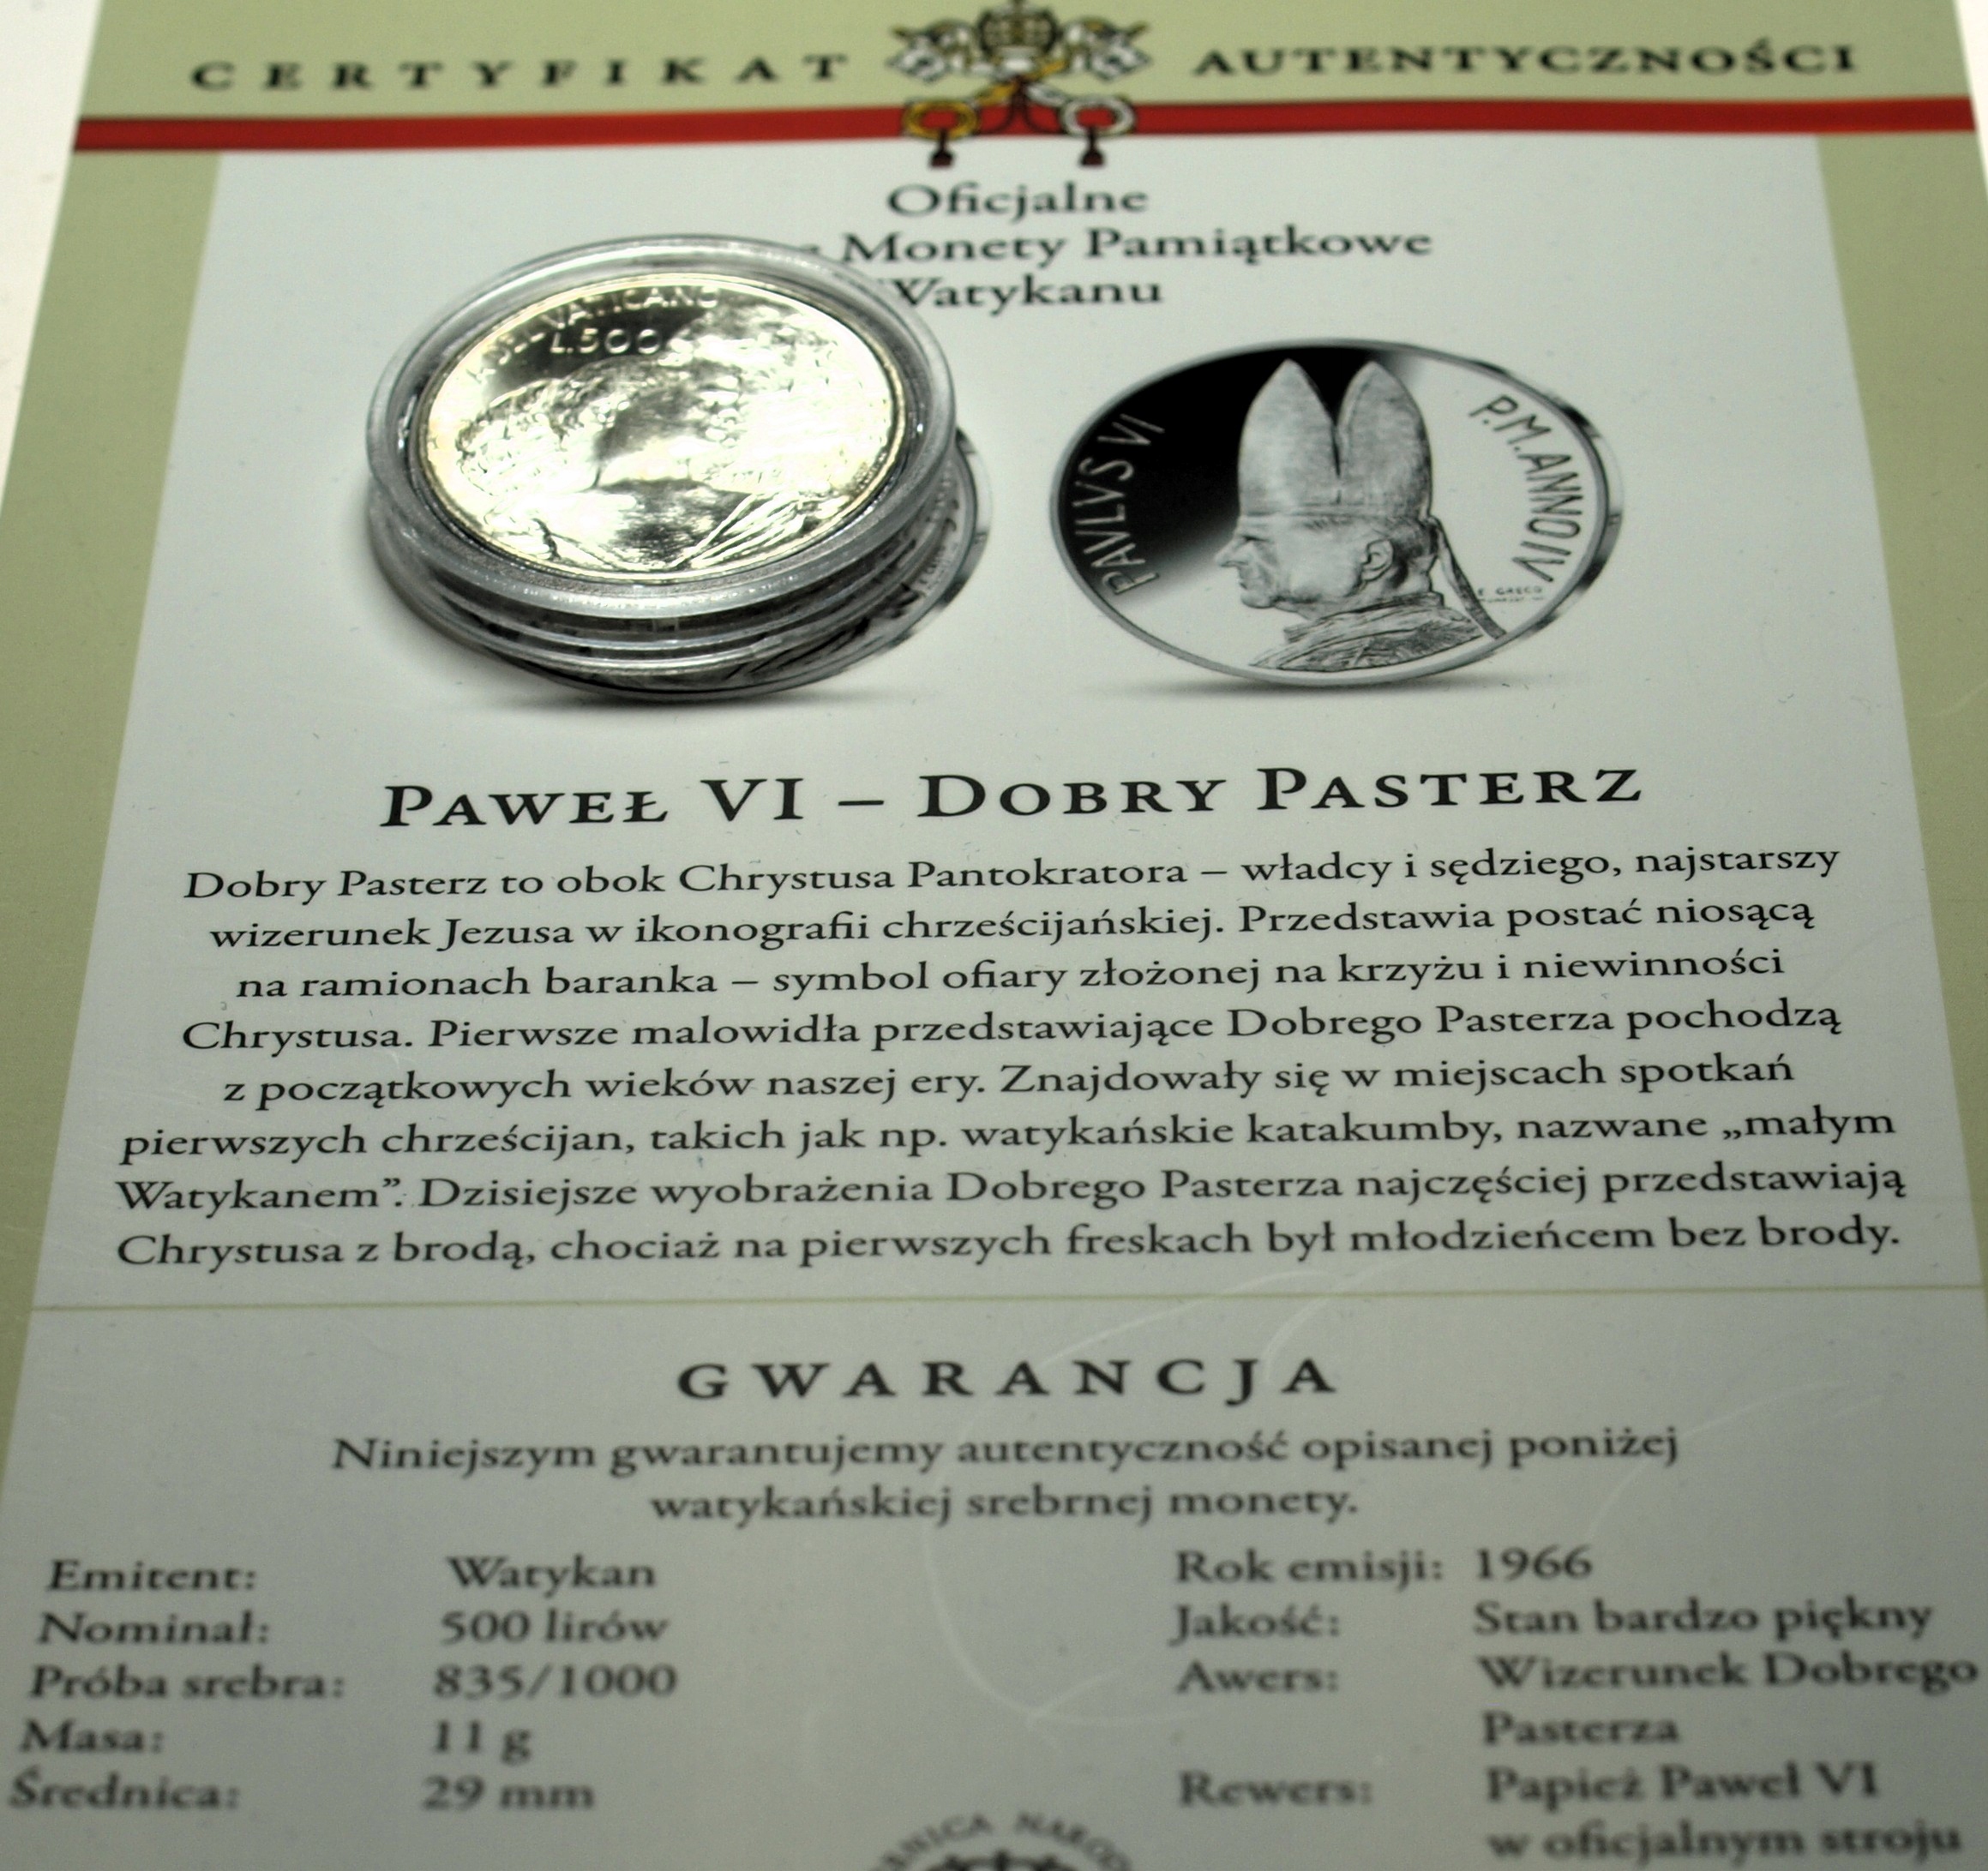 CERTYFIKAT AUTENTYCZNOŚCI
Oficjalne
Monety Pamiątkowe
Watykanu
DEL VATICANO
L.500
PAVLVS VI
P.M.ANNO IV
E GRECO
PAWEŁ VI – DOBRY PASTERZ
Dobry Pasterz to obok Chrystusa Pantokratora – władcy i sędziego, najstarszy
wizerunek Jezusa w ikonografii chrześcijańskiej. Przedstawia postać niosącą
na ramionach baranka – symbol ofiary złożonej na krzyżu i niewinności
Chrystusa. Pierwsze malowidła przedstawiające Dobrego Pasterza pochodzą
z początkowych wieków naszej ery. Znajdowały się w miejscach spotkań
pierwszych chrześcijan, takich jak np. watykańskie katakumby, nazwane „małym
Watykanem”. Dzisiejsze wyobrażenia Dobrego Pasterza najczęściej przedstawiają
Chrystusa z brodą, chociaż na pierwszych freskach był młodzieńcem bez brody.
GWARANCJA
Niniejszym gwarantujemy autentyczność opisanej poniżej
watykańskiej srebrnej monety.
Emitent: Watykan
Nominał: 500 lirów
Próba srebra: 835/1000
Masa: 11 g
Średnica: 29 mm
Rok emisji: 1966
Jakość: Stan bardzo piękny
Awers: Wizerunek Dobrego
Pasterza
Rewers: Papież Paweł VI
w oficjalnym stroju